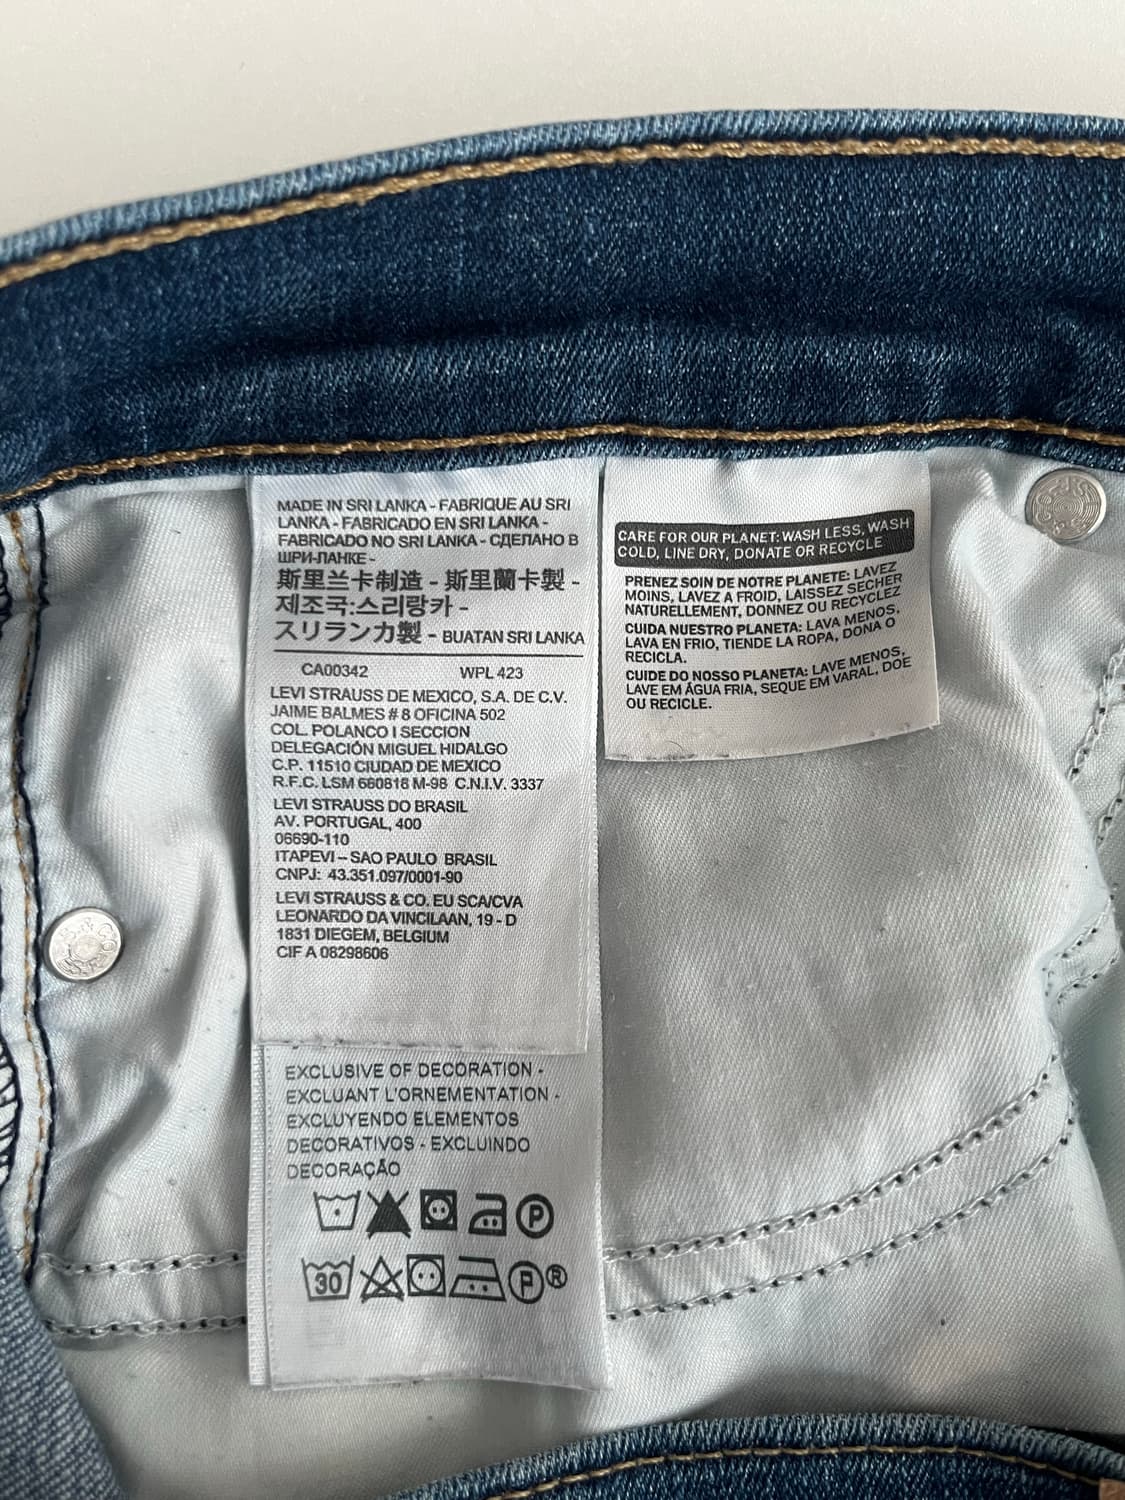 MADE IN SRI LANKA - FABRIQUE AU SRI
LANKA - FABRICADO EN SRI LANKA -
FABRICADO NO SRI LANKA - СДЕЛАНО В
ШРИ-ЛАНКЕ -
斯里兰卡制造 - 斯里蘭卡製 -
제조국:스리랑카 -
スリランカ製 - BUATAN SRI LANKA
CA00342 WPL 423
LEVI STRAUSS DE MEXICO, S.A. DE C.V.
JAIME BALMES # 8 OFICINA 502
COL. POLANCO I SECCION
DELEGACIÓN MIGUEL HIDALGO
C.P. 11510 CIUDAD DE MEXICO
R.F.C. LSM 680818 M-98 C.N.I.V. 3337
LEVI STRAUSS DO BRASIL
AV. PORTUGAL, 400
06690-110
ITAPEVI – SAO PAULO BRASIL
CNPJ: 43.351.097/0001-90
LEVI STRAUSS & CO. EU SCA/CVA
LEONARDO DA VINCILAAN, 19 - D
1831 DIEGEM, BELGIUM
CIF A 08298606
EXCLUSIVE OF DECORATION -
EXCLUANT L'ORNEMENTATION -
EXCLUYENDO ELEMENTOS
DECORATIVOS - EXCLUINDO
DECORAÇÃO
P
30 P ®
CARE FOR OUR PLANET: WASH LESS, WASH
COLD, LINE DRY, DONATE OR RECYCLE
PRENEZ SOIN DE NOTRE PLANETE: LAVEZ
MOINS, LAVEZ A FROID, LAISSEZ SECHER
NATURELLEMENT, DONNEZ OU RECYCLEZ
CUIDA NUESTRO PLANETA: LAVA MENOS,
LAVA EN FRIO, TIENDE LA ROPA, DONA O
RECICLA.
CUIDE DO NOSSO PLANETA: LAVE MENOS,
LAVE EM ÁGUA FRIA, SEQUE EM VARAL, DOE
OU RECICLE.